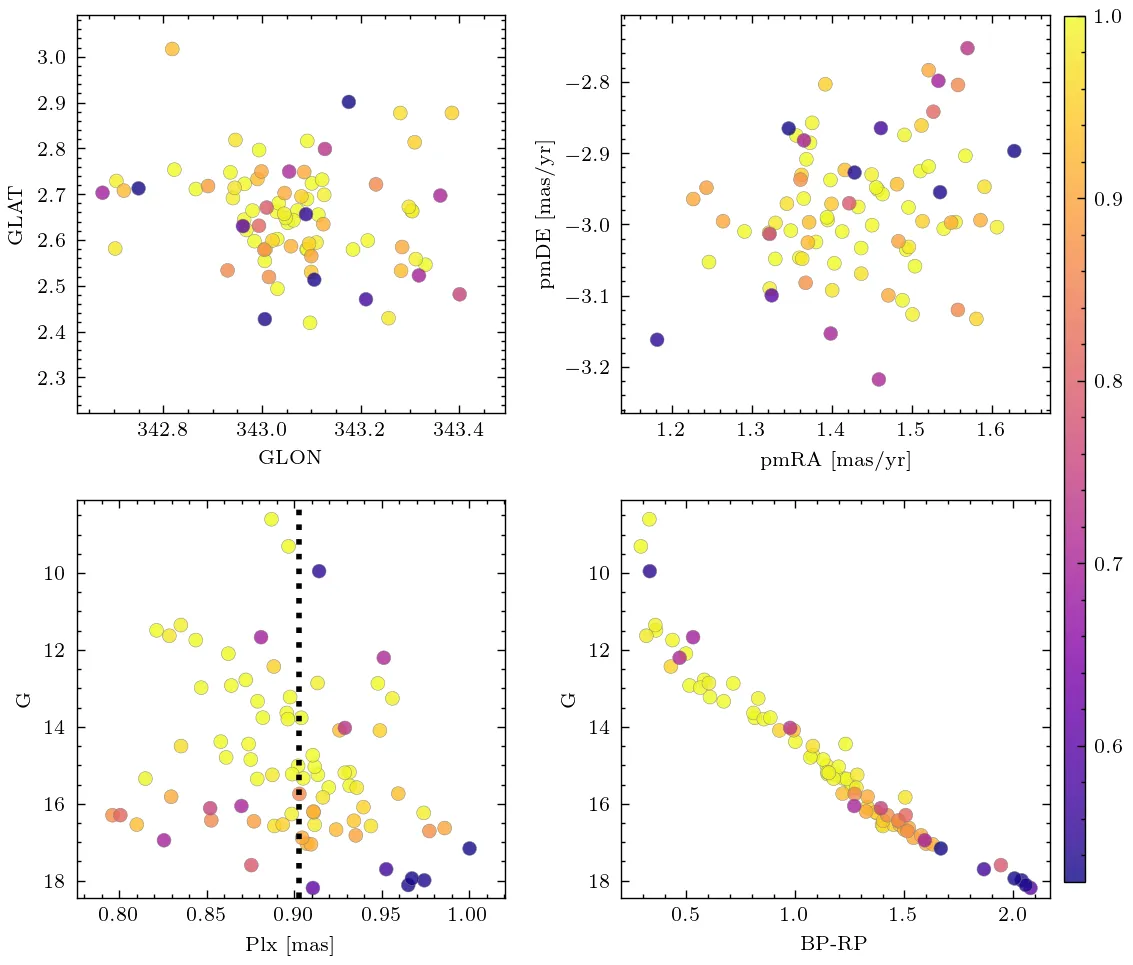 3.0
2.9
2.8
2.7
2.6
2.5
2.4
2.3
GLAT
342.8 343.0 343.2 343.4
GLON
−2.8
−2.9
−3.0
−3.1
−3.2
pmDE [mas/yr]
1.2 1.3 1.4 1.5 1.6
pmRA [mas/yr]
1.0
0.9
0.8
0.7
0.6
10
12
14
16
18
G
0.80 0.85 0.90 0.95 1.00
Plx [mas]
10
12
14
16
18
G
0.5 1.0 1.5 2.0
BP-RP